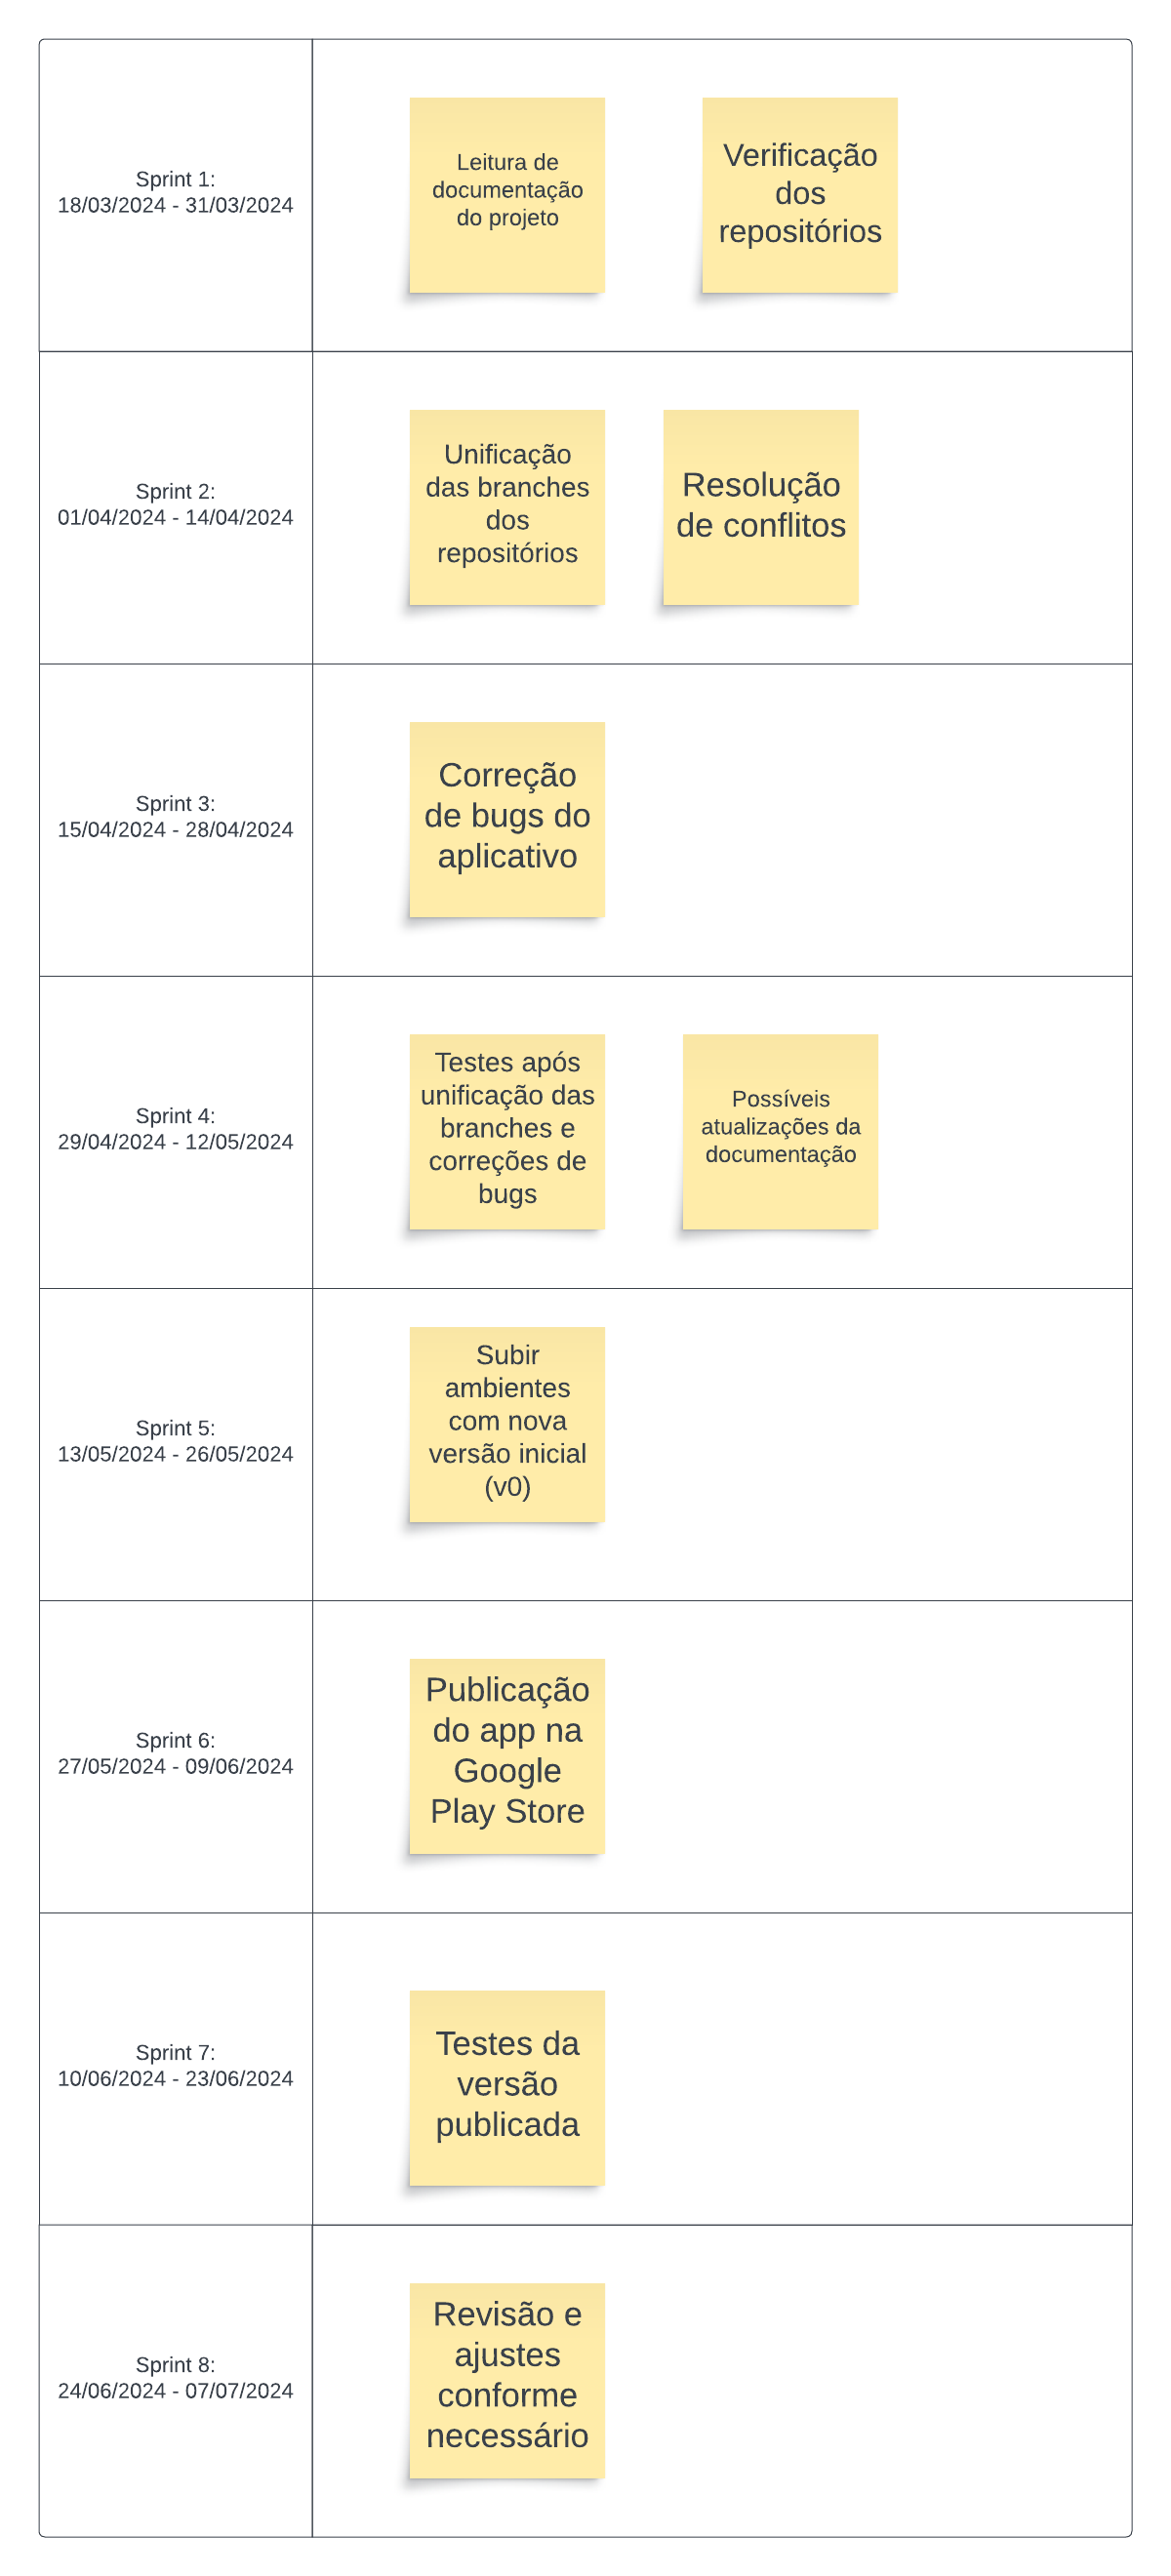 Sprint 1:
18/03/2024 - 31/03/2024
Leitura de
documentação
do projeto
Verificação
dos
repositórios
Sprint 2:
01/04/2024 - 14/04/2024
Unificação
das branches
dos
repositórios
Resolução
de conflitos
Sprint 3:
15/04/2024 - 28/04/2024
Correção
de bugs do
aplicativo
Sprint 4:
29/04/2024 - 12/05/2024
Testes após
unificação das
branches e
correções de
bugs
Possíveis
atualizações da
documentação
Sprint 5:
13/05/2024 - 26/05/2024
Subir
ambientes
com nova
versão inicial
(v0)
Sprint 6:
27/05/2024 - 09/06/2024
Publicação
do app na
Google
Play Store
Sprint 7:
10/06/2024 - 23/06/2024
Testes da
versão
publicada
Sprint 8:
24/06/2024 - 07/07/2024
Revisão e
ajustes
conforme
necessário